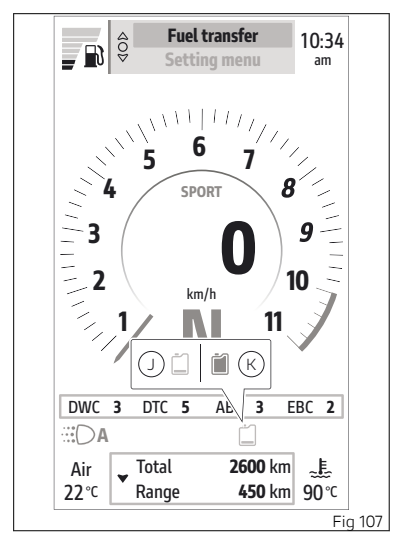 Fuel transfer
Setting menu
10:34
am
1
2
3
4
5
6
7
8
9
10
11
SPORT
0
km/h
N
J K
DWC 3 DTC 5 AB 3 EBC 2
A
Air
22 °C
Total 2600 km
Range 450 km
90 °C
Fig 107